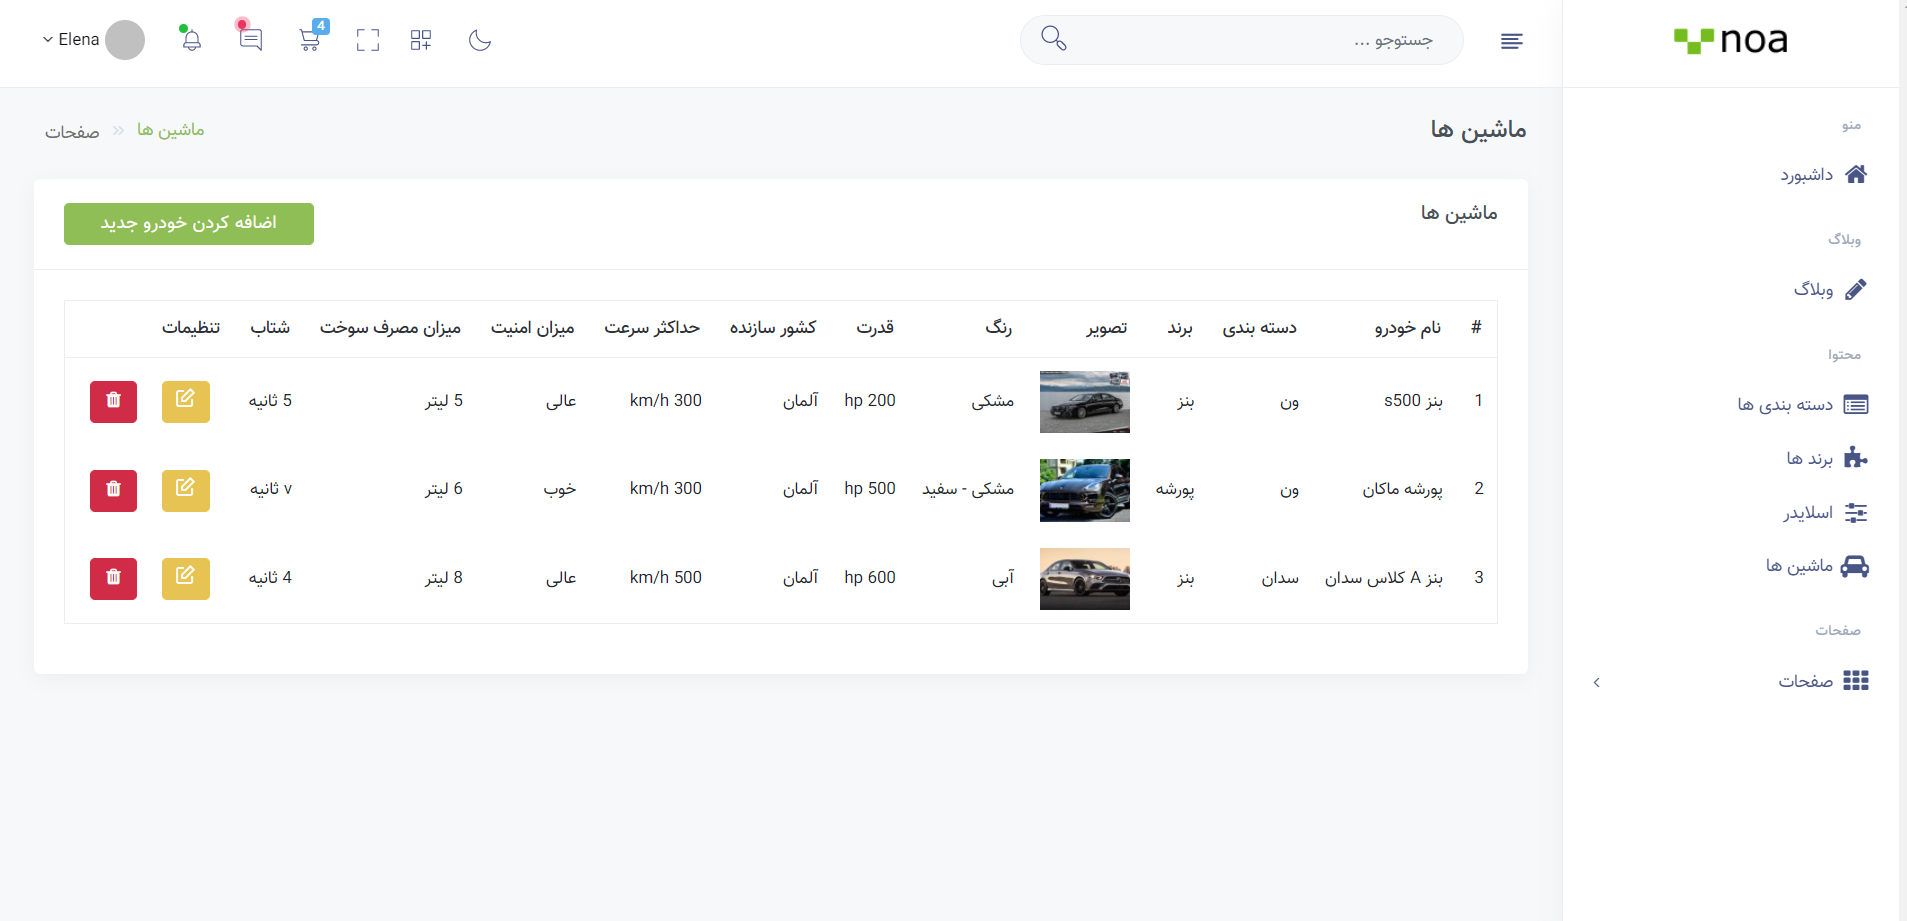 noa
جستوجو ...
4
Elena
منو
داشبورد
وبلاگ
وبلاگ
محتوا
دسته بندی ها
برند ها
اسلایدر
ماشین ها
صفحات
صفحات
ماشین ها
ماشین ها » صفحات
ماشین ها
اضافه کردن خودرو جدید
# نام خودرو دسته بندی برند تصویر رنگ قدرت کشور سازنده حداکثر سرعت میزان امنیت میزان مصرف سوخت شتاب تنظیمات
1 بنز s500 ون بنز مشکی 200 hp آلمان 300 km/h عالی 5 لیتر 5 ثانیه
2 پورشه ماکان ون پورشه مشکی - سفید 500 hp آلمان 300 km/h خوب 6 لیتر v ثانیه
3 بنز A کلاس سدان سدان بنز آبی 600 hp آلمان 500 km/h عالی 8 لیتر 4 ثانیه